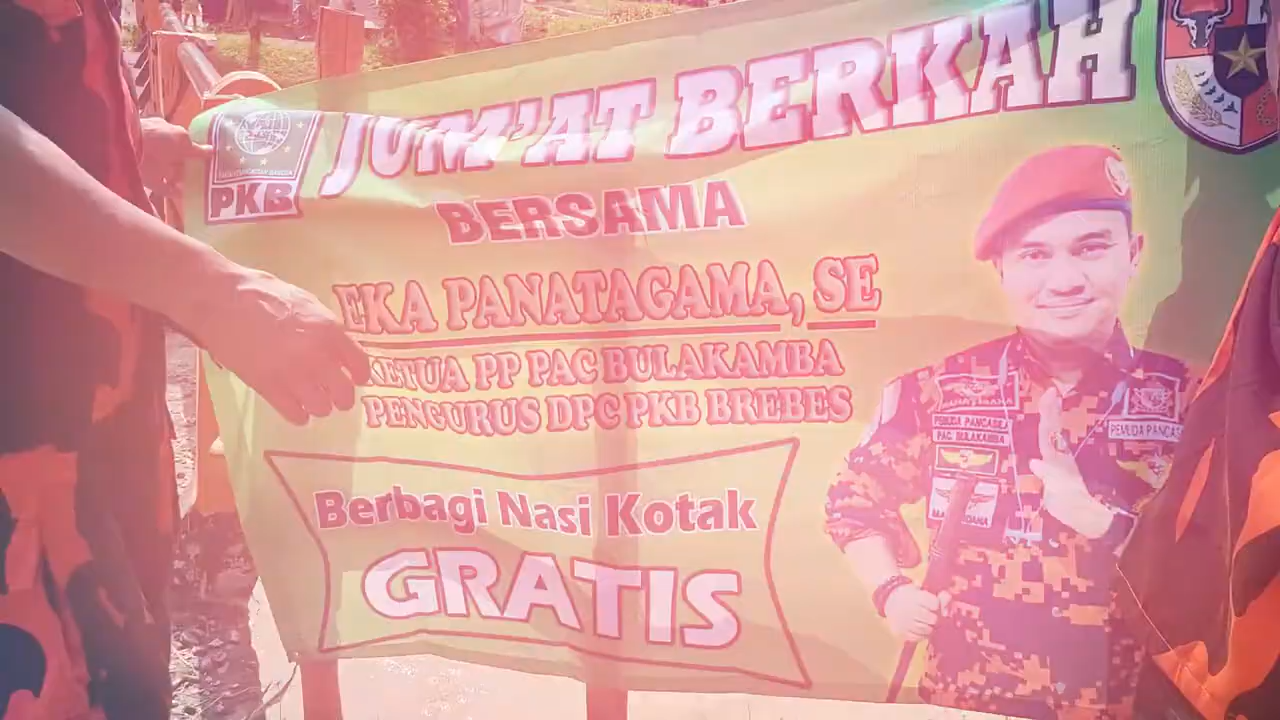 JUM'AT BERKAH
PKB
BERSAMA
EKA PANATAGAMA, SE
KETUA PP PAC BULAKAMBA
PENGURUS DPC PKB BREBES
Berbagi Nasi Kotak
GRATIS
PEMUDA PANCASILA
PAC. BULAKAMBA
PEMUDA PANCAS